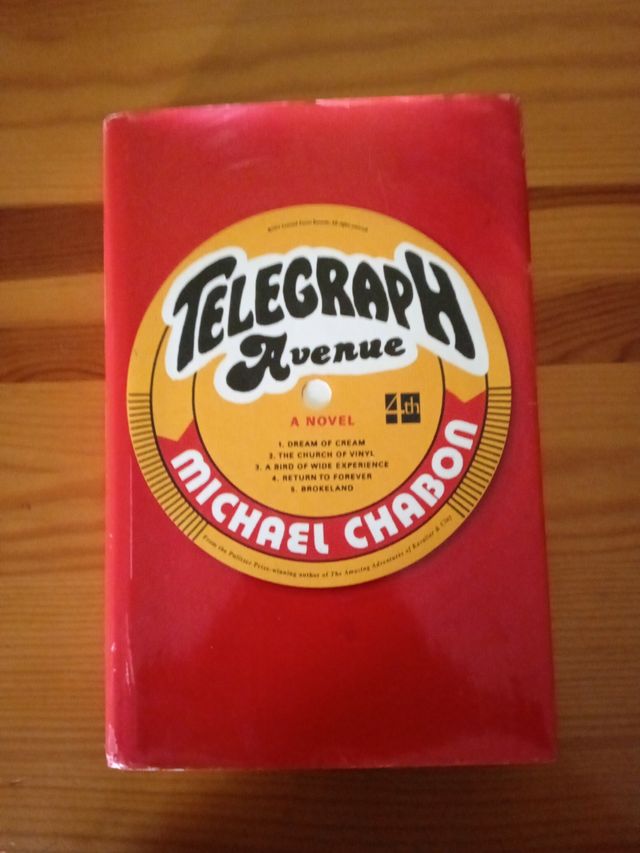 TELEGRAPH
Avenue
4th
A NOVEL
1. DREAM OF CREAM
2. THE CHURCH OF VINYL
3. A BIRD OF WIDE EXPERIENCE
4. RETURN TO FOREVER
5. BROKELAND
MICHAEL CHABON
From the Pulitzer Prize-winning author of The Amazing Adventures of Kavalier & Clay